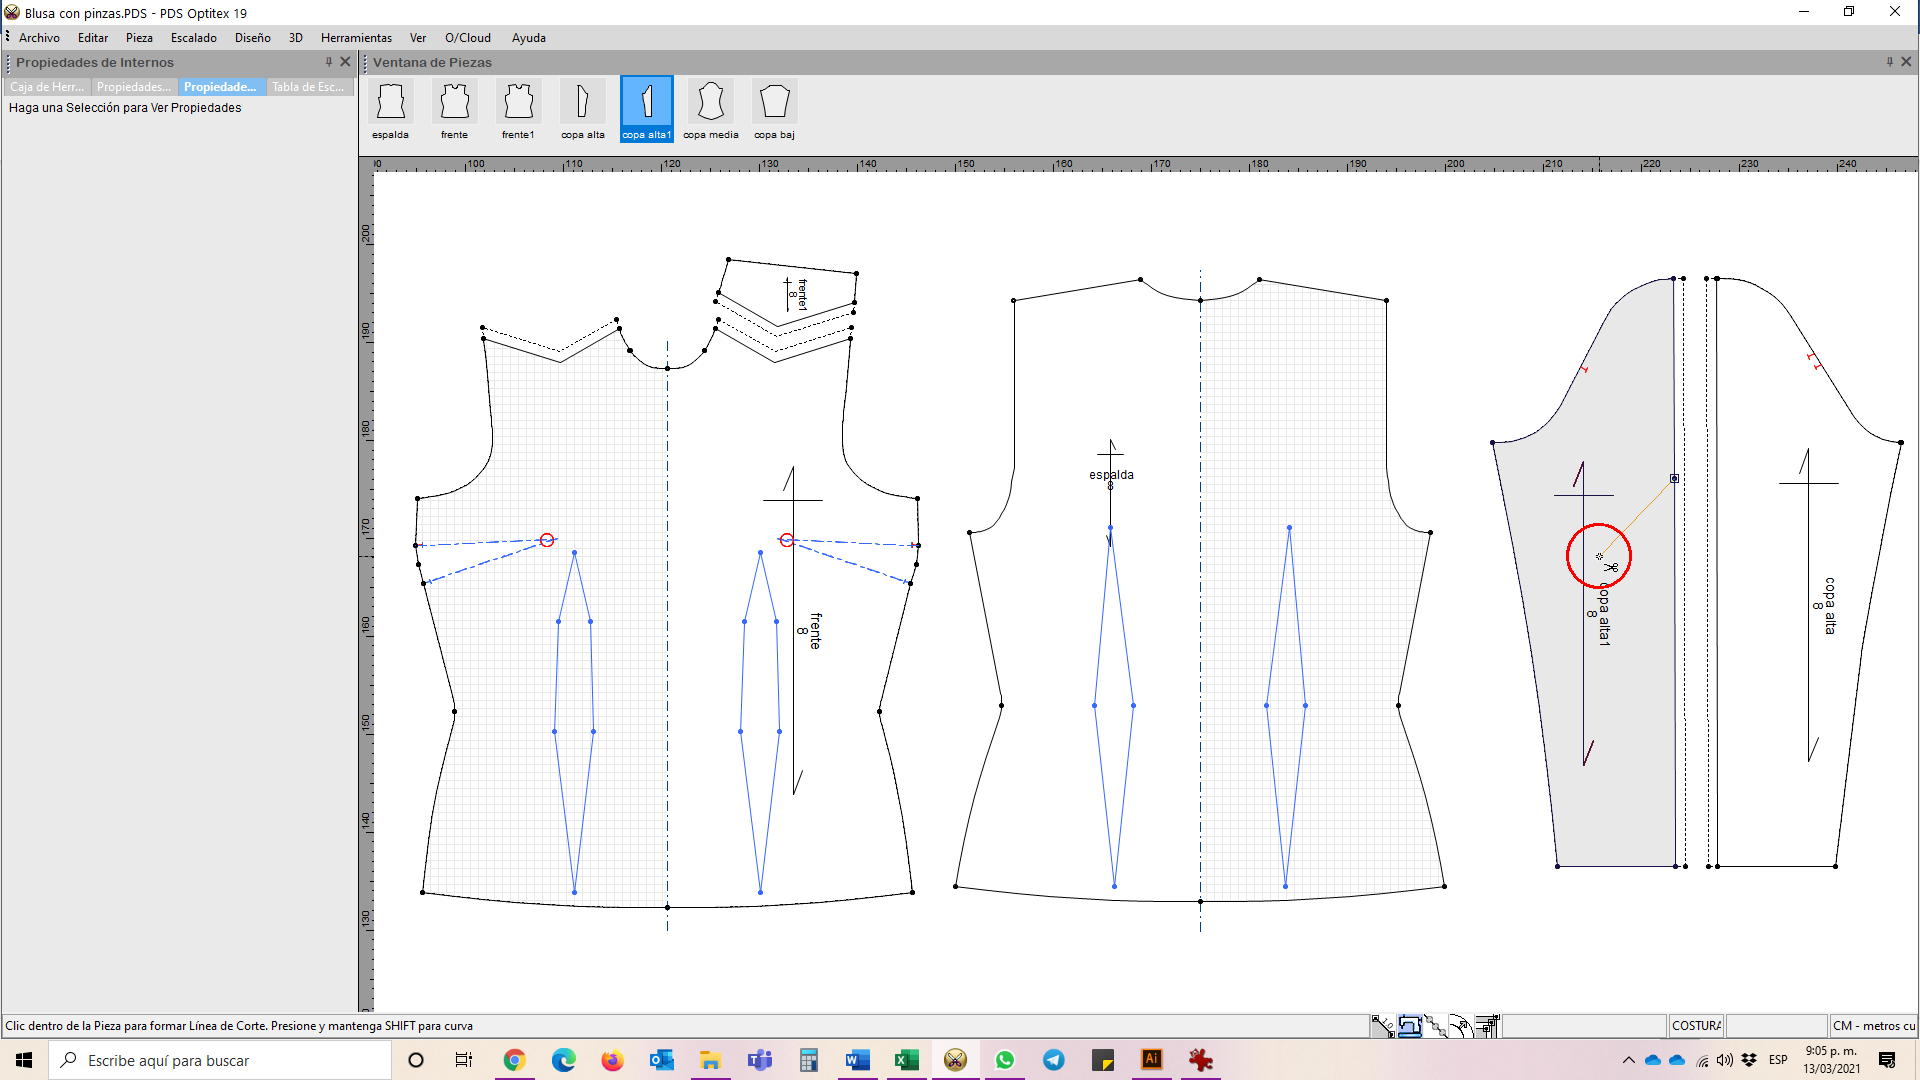 Blusa con pinzas.PDS - PDS Optitex 19
Archivo Editar Pieza Escalado Diseño 3D Herramientas Ver O/Cloud Ayuda
Propiedades de Internos
Ventana de Piezas
Caja de Herr... Propiedades... Propiedade... Tabla de Esc...
Haga una Selección para Ver Propiedades
espalda frente frente1 copa alta copa alta1 copa media copa baj
100 110 120 130 140 150 160 170 180 190 200 210 220 230 240
200
190
180
170
160
150
140
130
frente1
8
frente
8
espalda
8
copa alta1
8
copa alta
8
Clic dentro de la Pieza para formar Línea de Corte. Presione y mantenga SHIFT para curva
COSTURA
CM - metros cu
Escribe aquí para buscar
ESP
9:05 p. m.
13/03/2021